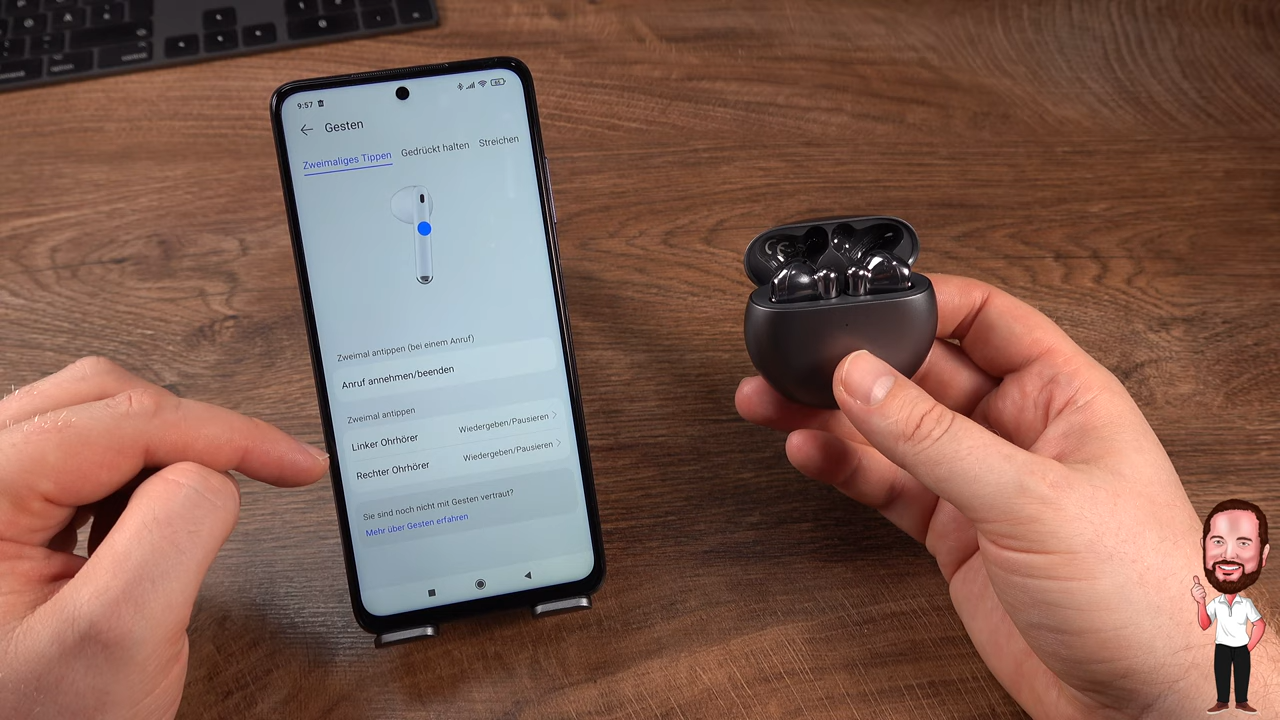 9:57
65
Gesten
Zweimaliges Tippen Gedrückt halten Streichen
Zweimal antippen (bei einem Anruf)
Anruf annehmen/beenden
Zweimal antippen
Linker Ohrhörer Wiedergeben/Pausieren
Rechter Ohrhörer Wiedergeben/Pausieren
Sie sind noch nicht mit Gesten vertraut?
Mehr über Gesten erfahren